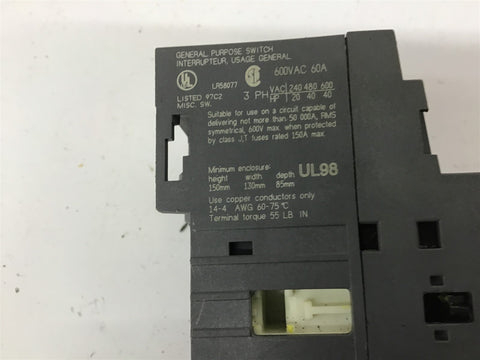 GENERAL PURPOSE SWITCH
INTERRUPTEUR, USAGE GENERAL
UL LR58077 600VAC 60A
LISTED 97C2 3 PH VAC 240 480 600
MISC. SW. HP 20 40 40
Suitable for use on a circuit capable of
delivering not more than 50 000A, RMS
symmetrical, 600V max. when protected
by class J,T fuses rated 150A max.
Minimum enclosure: UL98
height width depth
150mm 130mm 85mm
Use copper conductors only
14-4 AWG 60-75°C
Terminal torque 55 LB IN